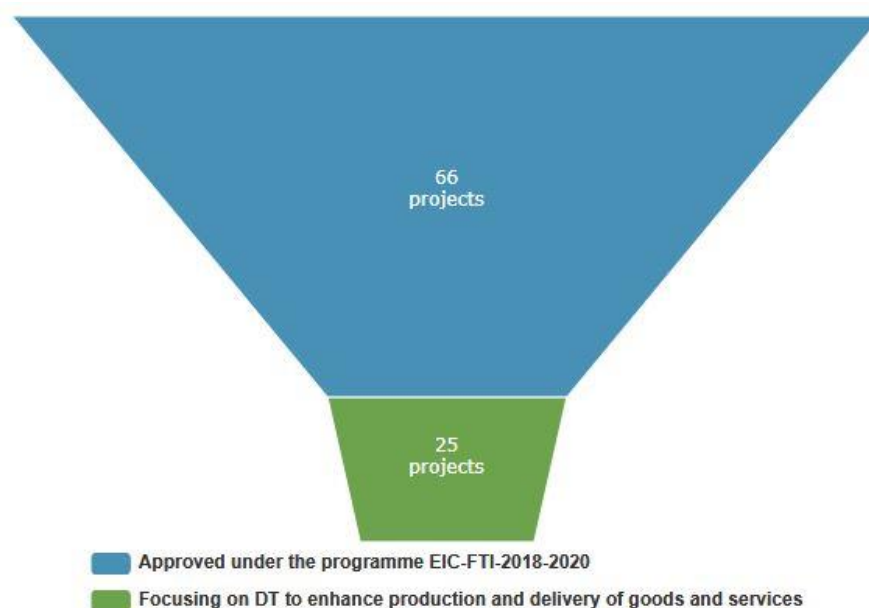 66
projects
25
projects
Approved under the programme EIC-FTI-2018-2020
Focusing on DT to enhance production and delivery of goods and services